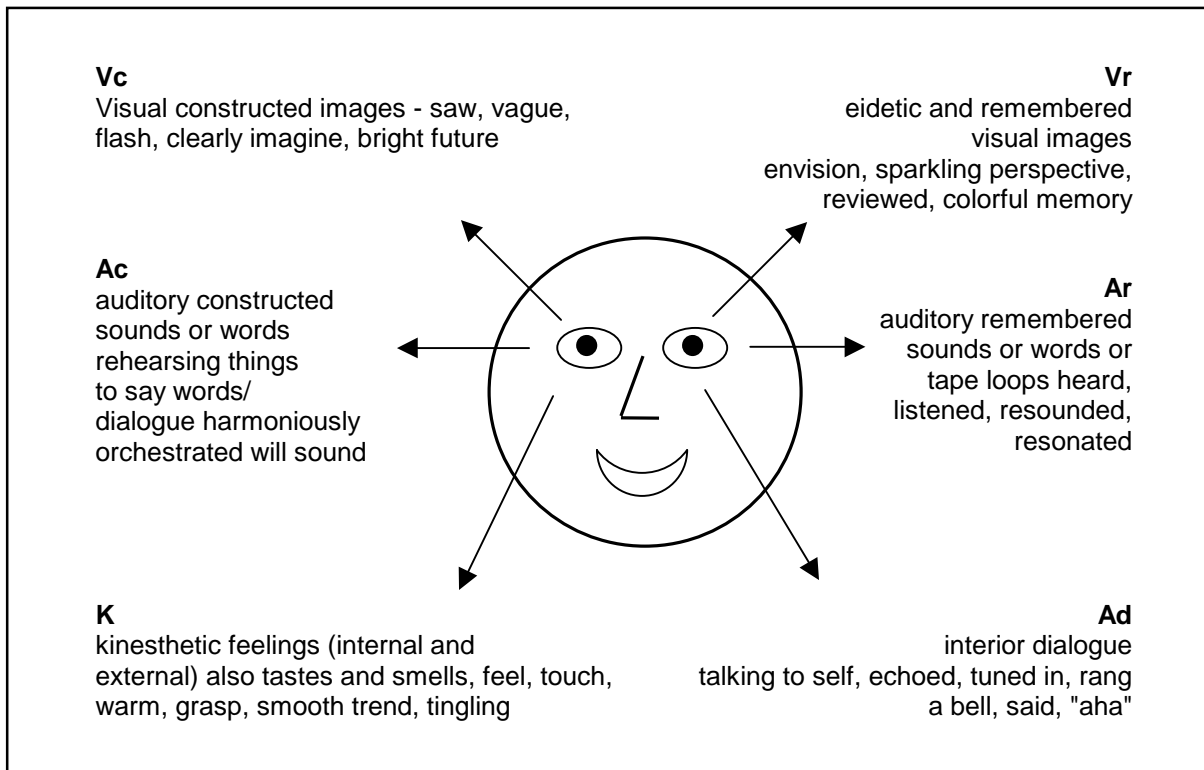 Vc
Visual constructed images - saw, vague,
flash, clearly imagine, bright future
Vr
eidetic and remembered
visual images
envision, sparkling perspective,
reviewed, colorful memory
Ac
auditory constructed
sounds or words
rehearsing things
to say words/
dialogue harmoniously
orchestrated will sound
Ar
auditory remembered
sounds or words or
tape loops heard,
listened, resounded,
resonated
K
kinesthetic feelings (internal and
external) also tastes and smells, feel, touch,
warm, grasp, smooth trend, tingling
Ad
interior dialogue
talking to self, echoed, tuned in, rang
a bell, said, "aha"